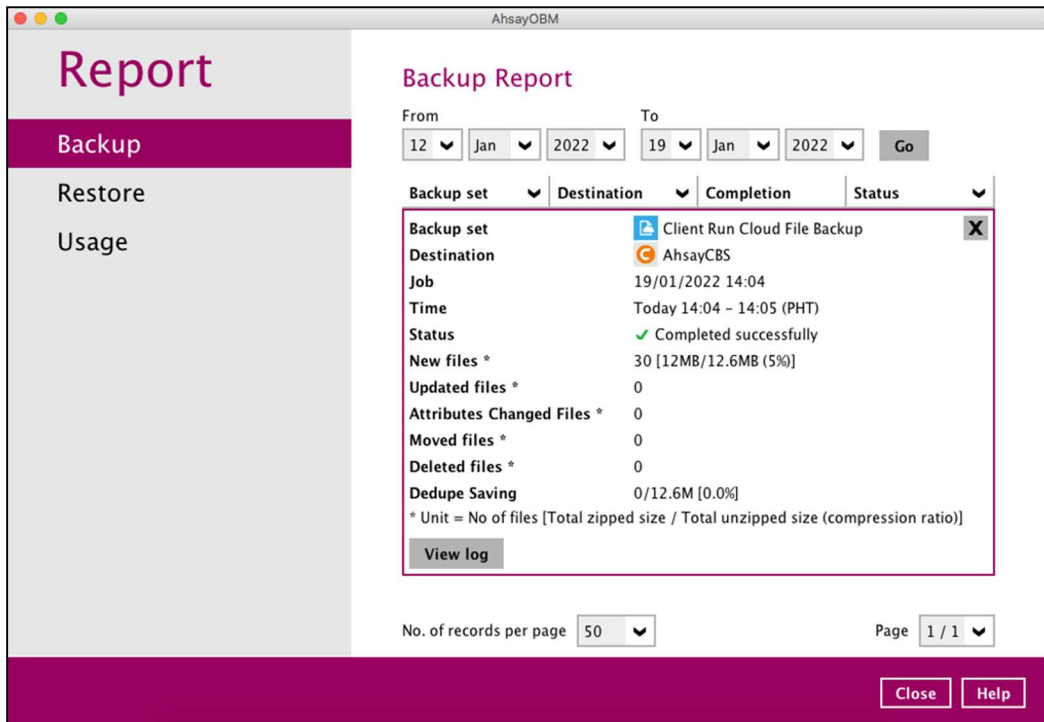 AhsayOBM
Report
Backup
Restore
Usage
Backup Report
From To
12 Jan 2022 19 Jan 2022 Go
Backup set Destination Completion Status
Backup set Client Run Cloud File Backup X
Destination C AhsayCBS
Job 19/01/2022 14:04
Time Today 14:04 – 14:05 (PHT)
Status Completed successfully
New files * 30 [12MB/12.6MB (5%)]
Updated files * 0
Attributes Changed Files * 0
Moved files * 0
Deleted files * 0
Dedupe Saving 0/12.6M [0.0%]
* Unit = No of files [Total zipped size / Total unzipped size (compression ratio)]
View log
No. of records per page 50 Page 1 / 1
Close Help